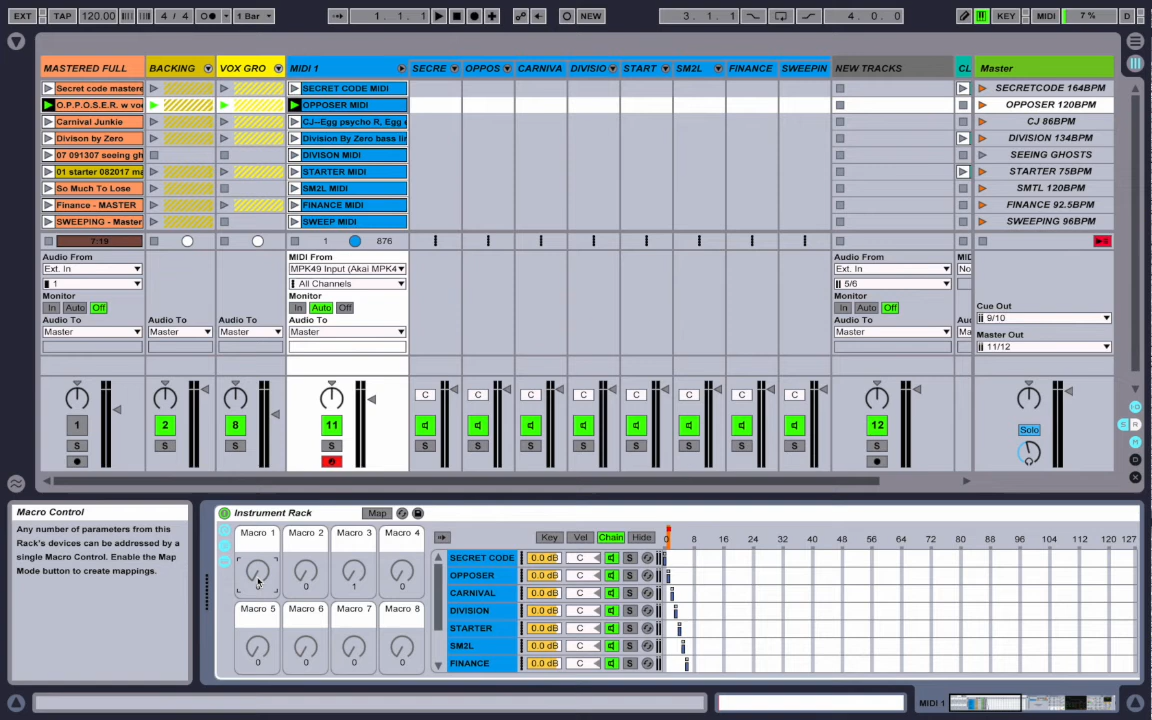 EXT TAP 120.00 4 / 4 1 Bar 1. 1. 1 NEW 3. 1. 1 4. 0. 0 KEY MIDI 7 % D
MASTERED FULL BACKING VOX GRO MIDI 1 SECRE OPPOS CARNIVA DIVISIO START SM2L FINANCE SWEEPIN NEW TRACKS CL Master
Secret code mastere SECRET CODE MIDI SECRETCODE 164BPM
O.P.P.O.S.E.R. w vo OPPOSER MIDI OPPOSER 120BPM
Carnival Junkie CJ--Egg psycho R, Egg CJ 86BPM
Divison by Zero Division By Zero bass li DIVISION 134BPM
07 091307 seeing gh DIVISON MIDI SEEING GHOSTS
01 starter 082017 ma STARTER MIDI STARTER 75BPM
So Much To Lose SM2L MIDI SMTL 120BPM
Finance - MASTER FINANCE MIDI FINANCE 92.5BPM
SWEEPING - Master SWEEP MIDI SWEEPING 96BPM
7:19 1 876
Audio From MIDI From Audio From MID
Ext. In MPK49 Input (Akai MPK4 Ext. In No
1 All Channels 5/6
Monitor Monitor Monitor
In Auto Off In Auto Off In Auto Off Cue Out
9/10
Audio To Audio To Audio To Audio To Audio To Au
Master Master Master Master Master Ma Master Out
11/12
C C C C C C C C
1 2 8 11 12 Solo
S S S S S S S S S S S S S
Macro Control
Any number of parameters from this
Rack's devices can be addressed by a
single Macro Control. Enable the Map
Mode button to create mappings.
Instrument Rack Map
Macro 1 Macro 2 Macro 3 Macro 4
0 1 0
Macro 5 Macro 6 Macro 7 Macro 8
0 0 0 0
Key Vel Chain Hide 0 8 16 24 32 40 48 56 64 72 80 88 96 104 112 120 127
SECRET CODE 0.0 dB C S
OPPOSER 0.0 dB C S
CARNIVAL 0.0 dB C S
DIVISION 0.0 dB C S
STARTER 0.0 dB C S
SM2L 0.0 dB C S
FINANCE 0.0 dB C S
MIDI 1